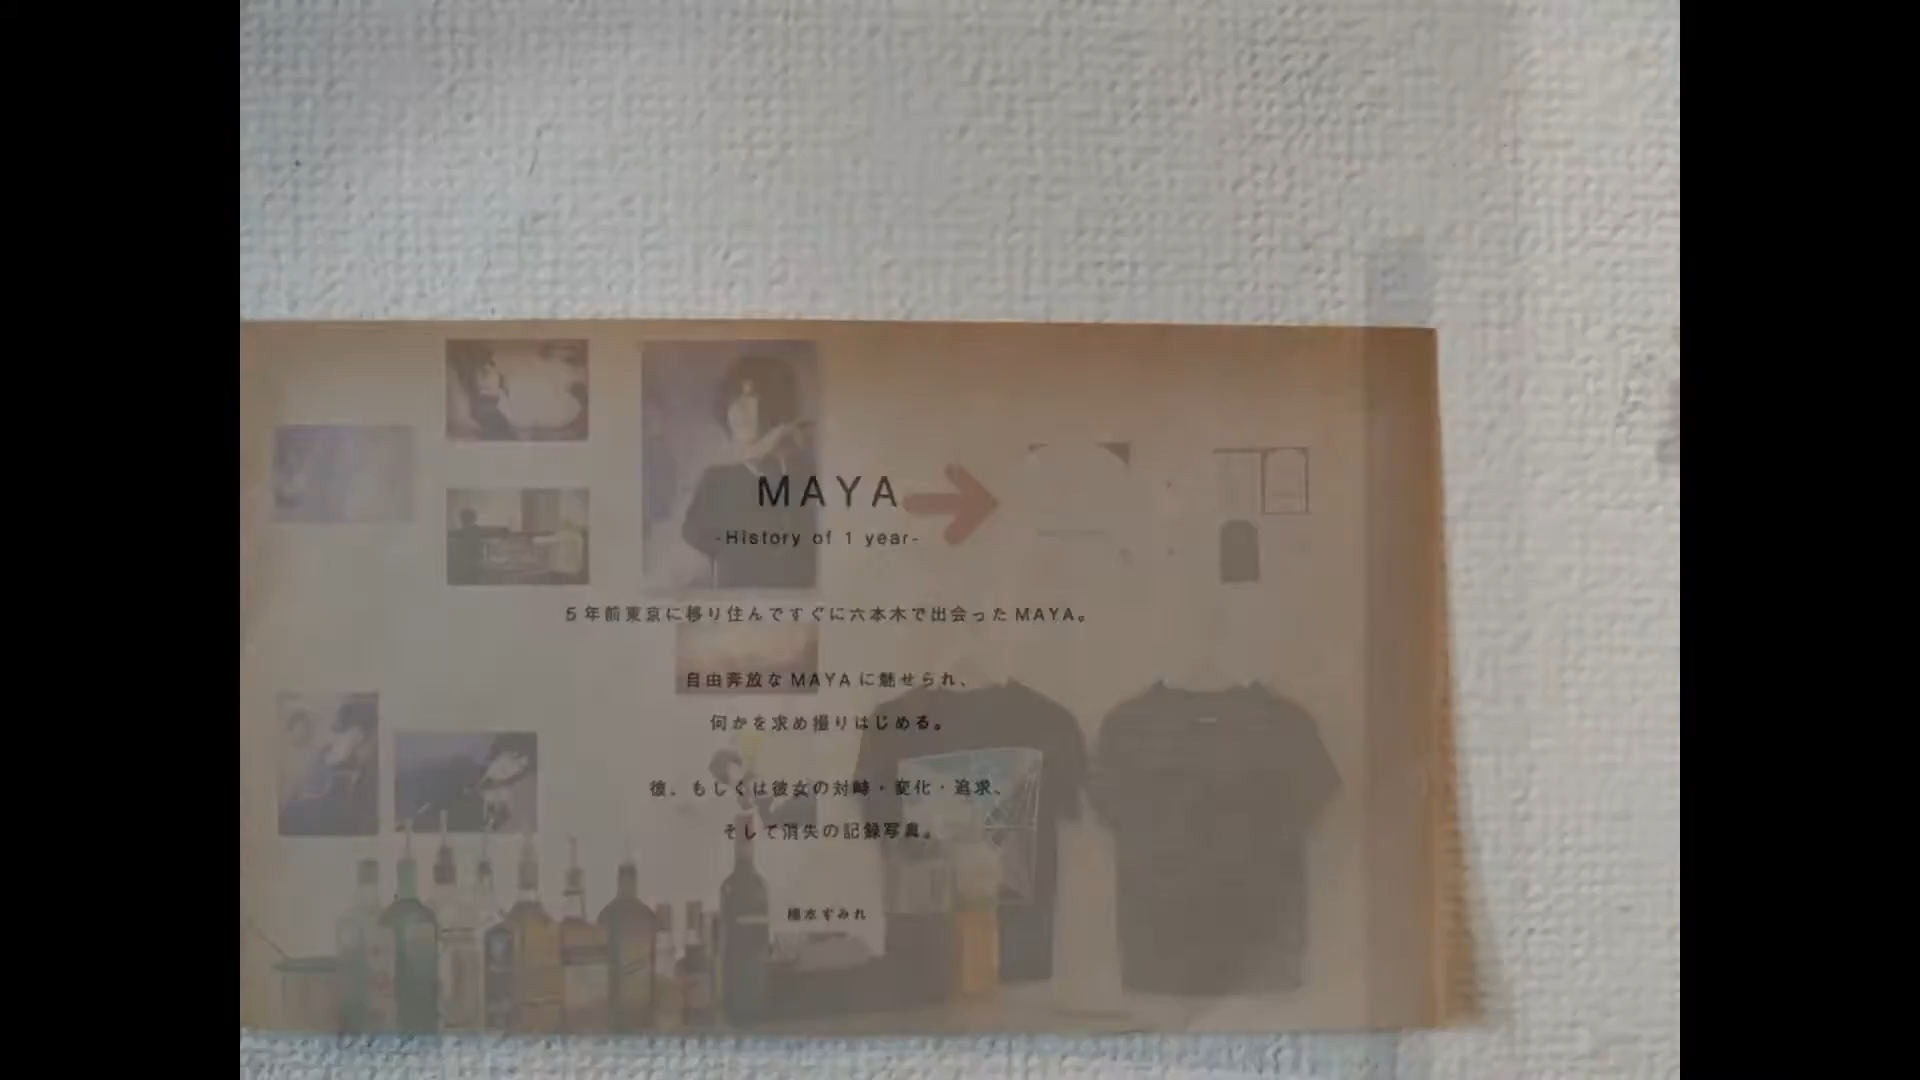 MAYA
-History of 1 year-
5年前東京に移り住んですぐに六本木で出会ったMAYA。
自由奔放なMAYAに魅せられ、
何かを求め撮りはじめる。
彼、もしくは彼女の対峙・変化・追求、
そして消失の記録写真。
すみれ